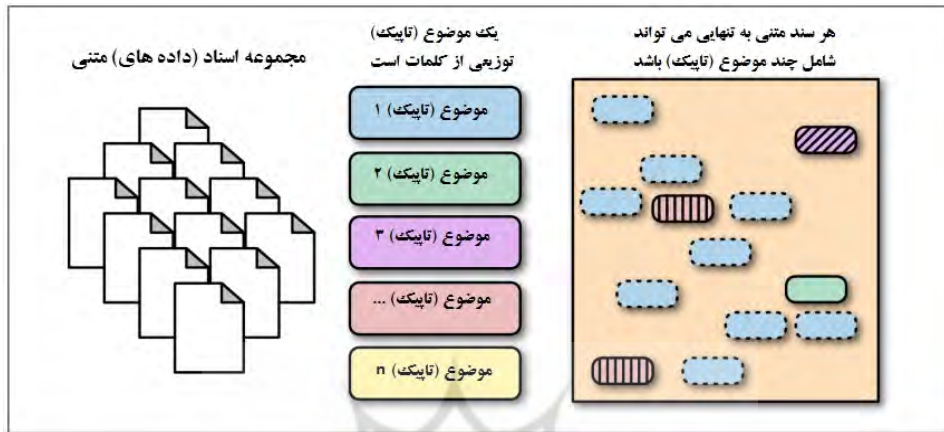 هر سند متنی به تنهایی می تواند
شامل چند موضوع (تاپیک) باشد
یک موضوع (تاپیک)
توزیعی از کلمات است
مجموعه اسناد (داده های) متنی
موضوع (تاپیک) ۱
موضوع (تاپیک) ۲
موضوع (تاپیک) ۳
موضوع (تاپیک) ...
موضوع (تاپیک) n